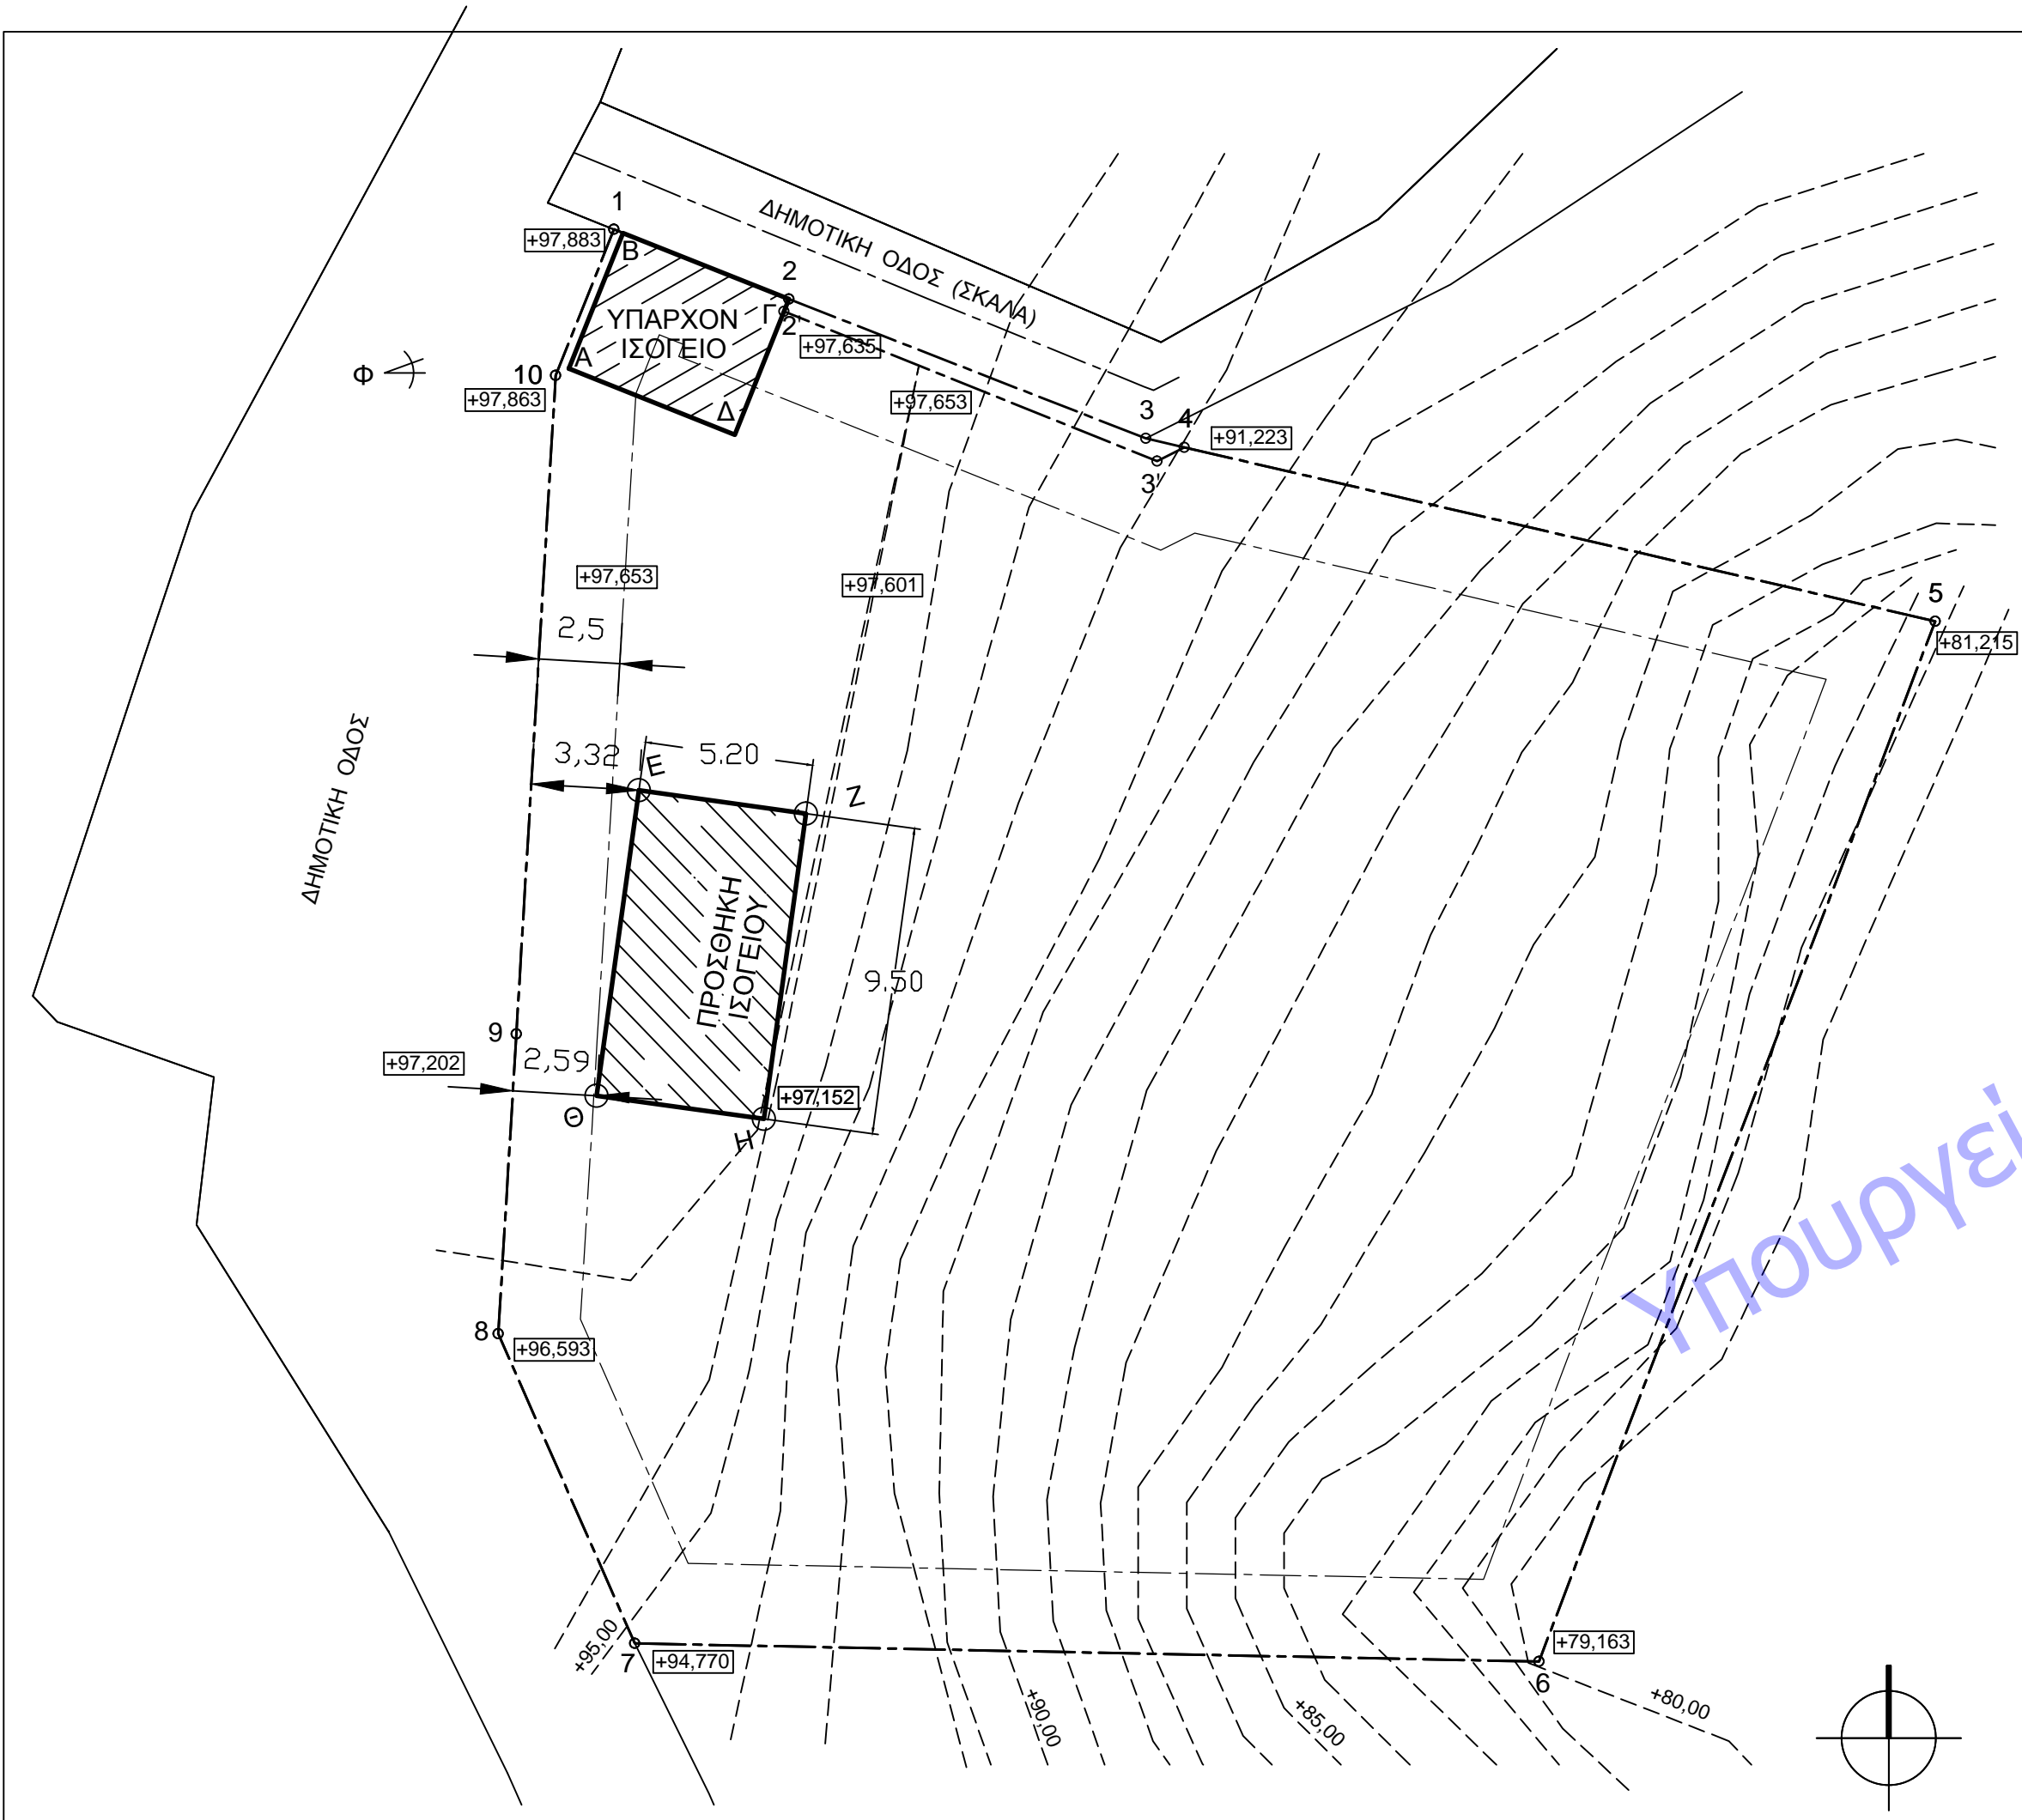 1
+97,883
B
ΔΗΜΟΤΙΚΗ ΟΔΟΣ (ΣΚΑΛΑ)
2
Γ
2'
ΥΠΑΡΧΟΝ
ΙΣΟΓΕΙΟ
+97,635
A
Φ
10
+97,863
Δ
+97,653
3
4
+91,223
3'
+97,653
+97,601
5
+81,215
2,5
ΔΗΜΟΤΙΚΗ ΟΔΟΣ
3,32
E
5.20
Z
ΠΡΟΣΘΗΚΗ
ΙΣΟΓΕΙΟΥ
9.50
9
+97,202
2,59
Θ
H
+97,152
8
+96,593
+95,00
7
+94,770
+90,00
+85,00
+79,163
6
+80,00
Υπουργεί